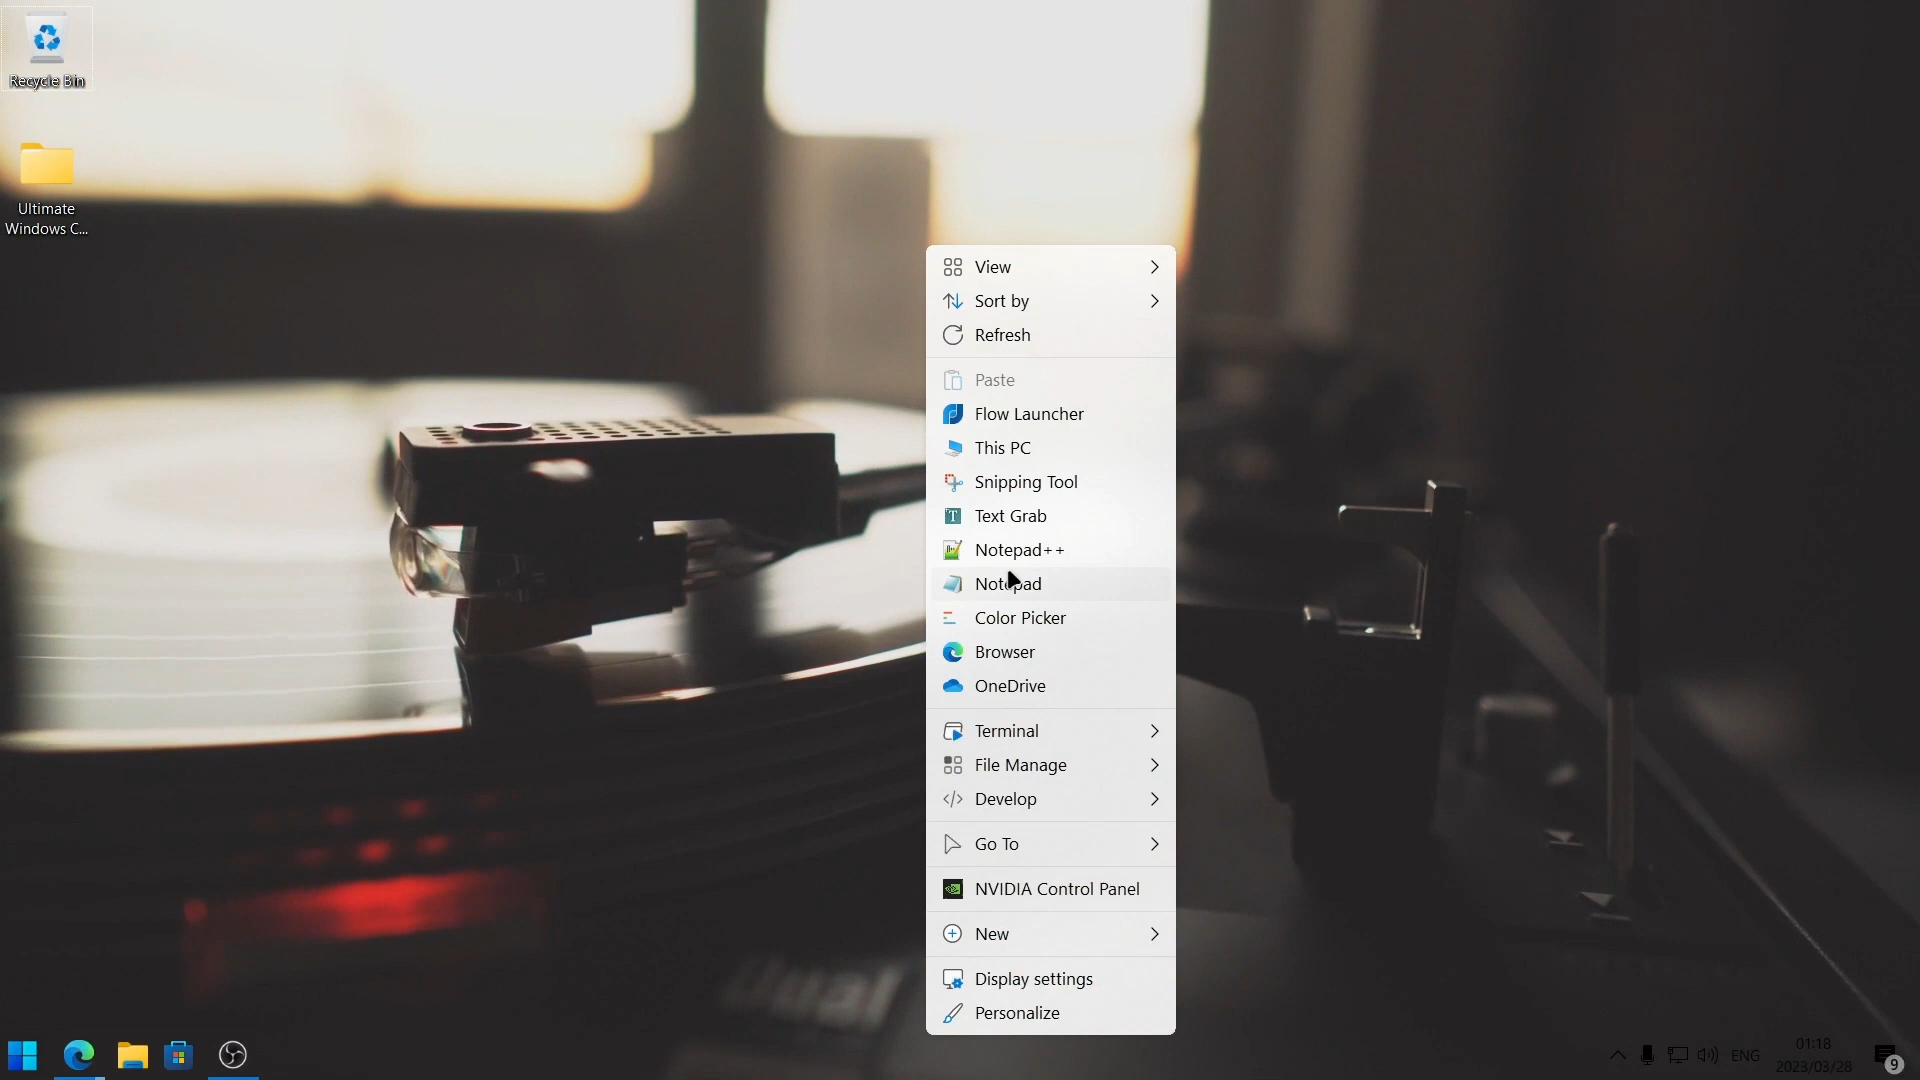 Recycle Bin
Ultimate
Windows C...
View
Sort by
Refresh
Paste
Flow Launcher
This PC
Snipping Tool
Text Grab
Notepad++
Notepad
Color Picker
Browser
OneDrive
Terminal
File Manage
Develop
Go To
NVIDIA Control Panel
New
Display settings
Personalize
Dual
ENG
01:18
2023/03/28
9